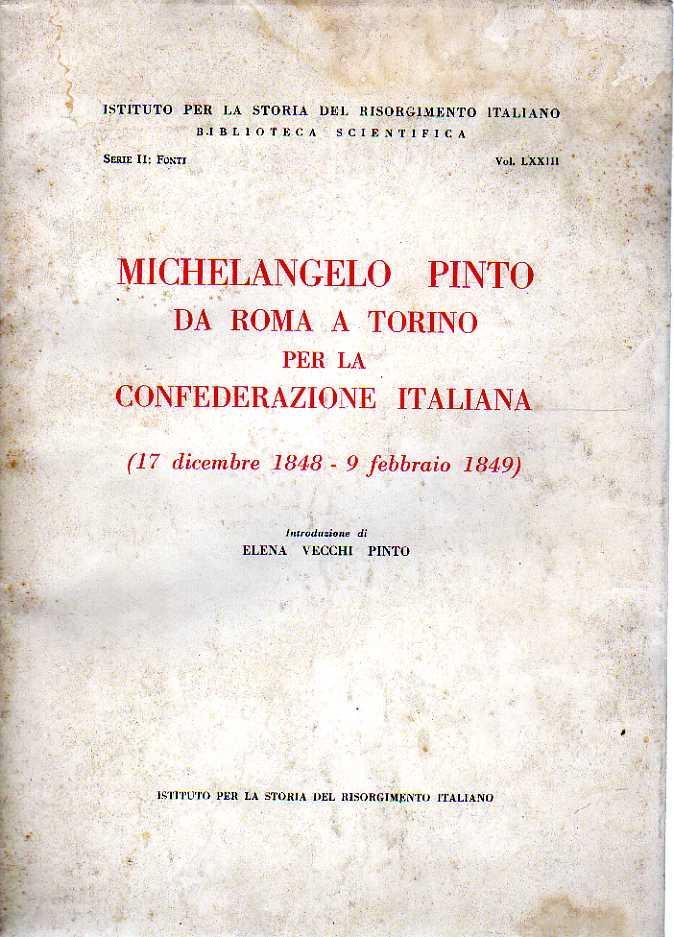 ISTITUTO PER LA STORIA DEL RISORGIMENTO ITALIANO
BIBLIOTECA SCIENTIFICA
SERIE II: FONTI Vol. LXXIII
MICHELANGELO PINTO
DA ROMA A TORINO
PER LA
CONFEDERAZIONE ITALIANA
(17 dicembre 1848 - 9 febbraio 1849)
Introduzione di
ELENA VECCHI PINTO
ISTITUTO PER LA STORIA DEL RISORGIMENTO ITALIANO